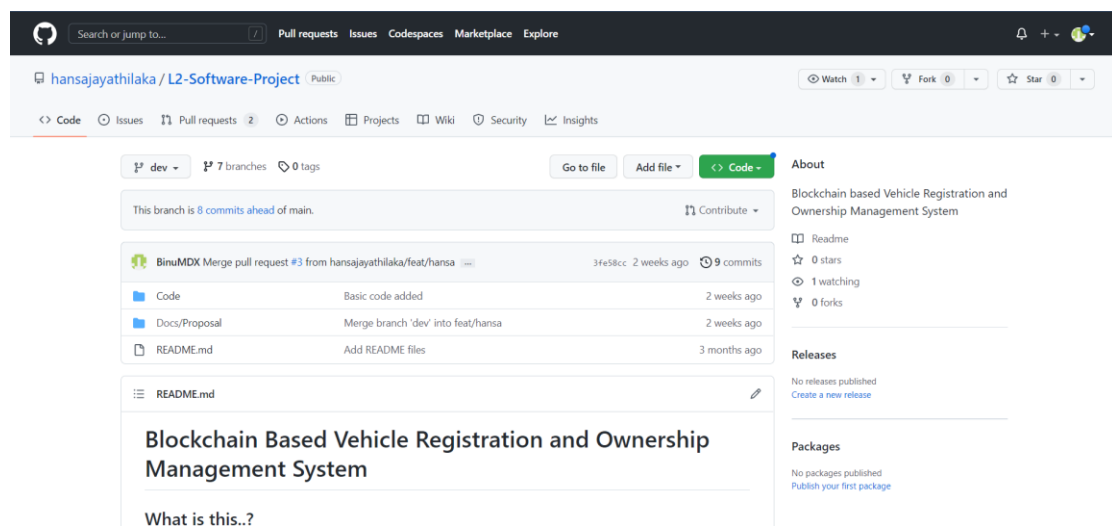 Search or jump to... / Pull requests Issues Codespaces Marketplace Explore
hansajayathilaka / L2-Software-Project Public Watch 1 Fork 0 Star 0
Code Issues Pull requests 2 Actions Projects Wiki Security Insights
dev 7 branches 0 tags Go to file Add file Code
This branch is 8 commits ahead of main. Contribute
BinuMDX Merge pull request #3 from hansajayathilaka/feat/hansa ... 3fe58cc 2 weeks ago 9 commits
Code Basic code added 2 weeks ago
Docs/Proposal Merge branch 'dev' into feat/hansa 2 weeks ago
README.md Add README files 3 months ago
README.md
Blockchain Based Vehicle Registration and Ownership
Management System
What is this..?
About
Blockchain based Vehicle Registration and
Ownership Management System
Readme
0 stars
1 watching
0 forks
Releases
No releases published
Create a new release
Packages
No packages published
Publish your first package